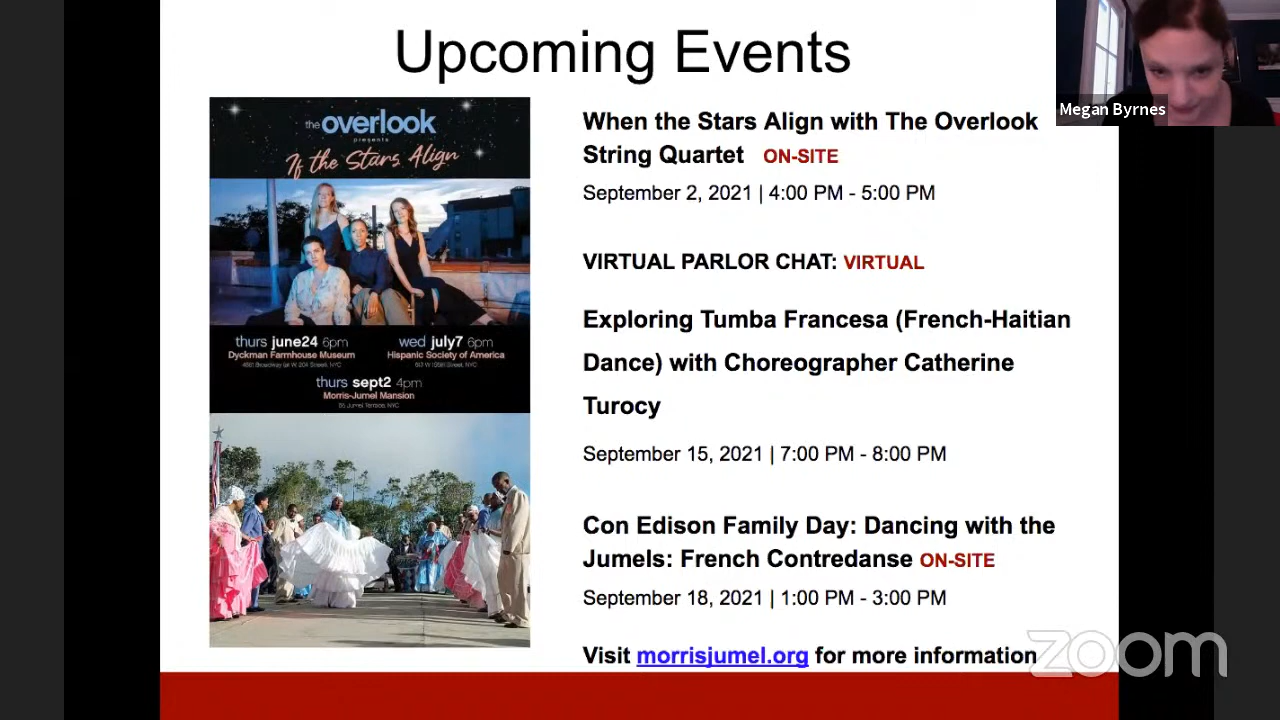 Upcoming Events
Megan Byrnes
the overlook
presents
If the Stars Align
thurs june24 6pm
Dyckman Farmhouse Museum
wed july7 6pm
Hispanic Society of America
thurs sept2 4pm
Morris-Jumel Mansion
When the Stars Align with The Overlook
String Quartet ON-SITE
September 2, 2021 | 4:00 PM - 5:00 PM
VIRTUAL PARLOR CHAT: VIRTUAL
Exploring Tumba Francesa (French-Haitian
Dance) with Choreographer Catherine
Turocy
September 15, 2021 | 7:00 PM - 8:00 PM
Con Edison Family Day: Dancing with the
Jumels: French Contredanse ON-SITE
September 18, 2021 | 1:00 PM - 3:00 PM
Visit morrisjumel.org for more information
zoom